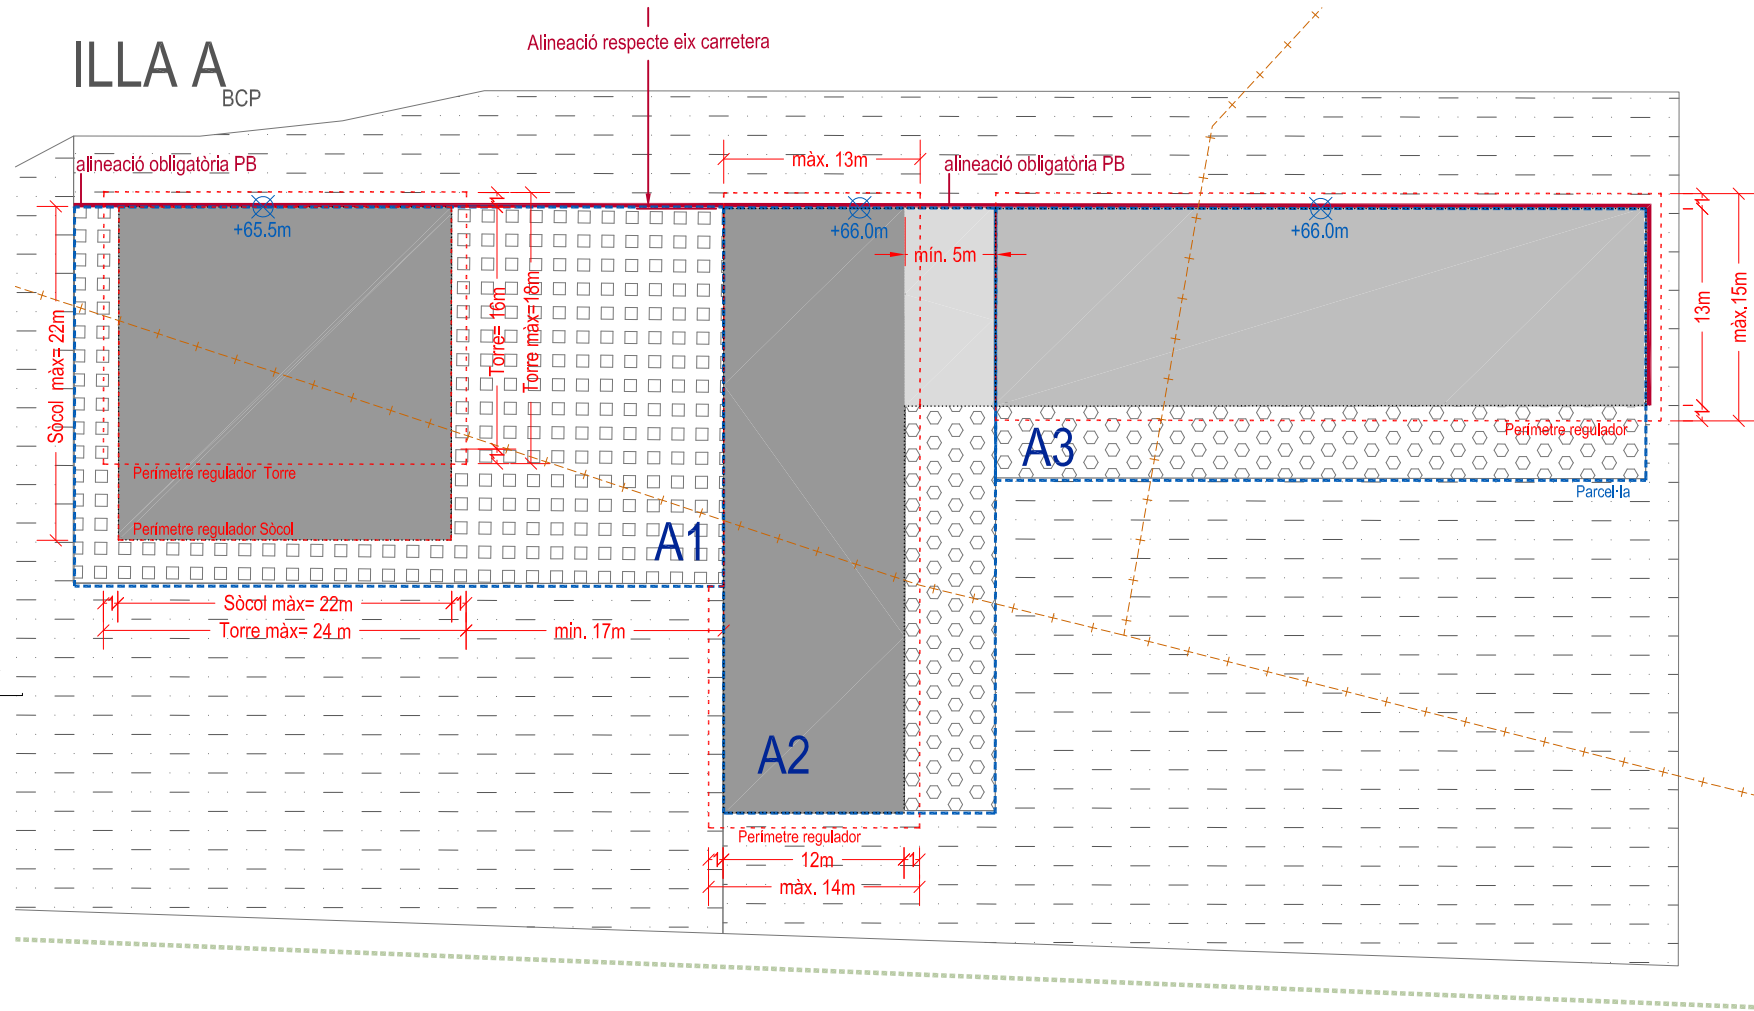 ILLA A
BCP
Alineació respecte eix carretera
alineació obligatòria PB
màx. 13m
alineació obligatòria PB
+65.5m
+66.0m
+66.0m
mín. 5m
Sòcol màx= 22m
Torre= 16m
Torre màx=18m
13m
màx.15m
Perímetre regulador Torre
Perímetre regulador Sòcol
A1
A3
Perímetre regulador
Parcel·la
Sòcol màx= 22m
Torre màx= 24 m
min. 17m
A2
Perímetre regulador
12m
màx. 14m